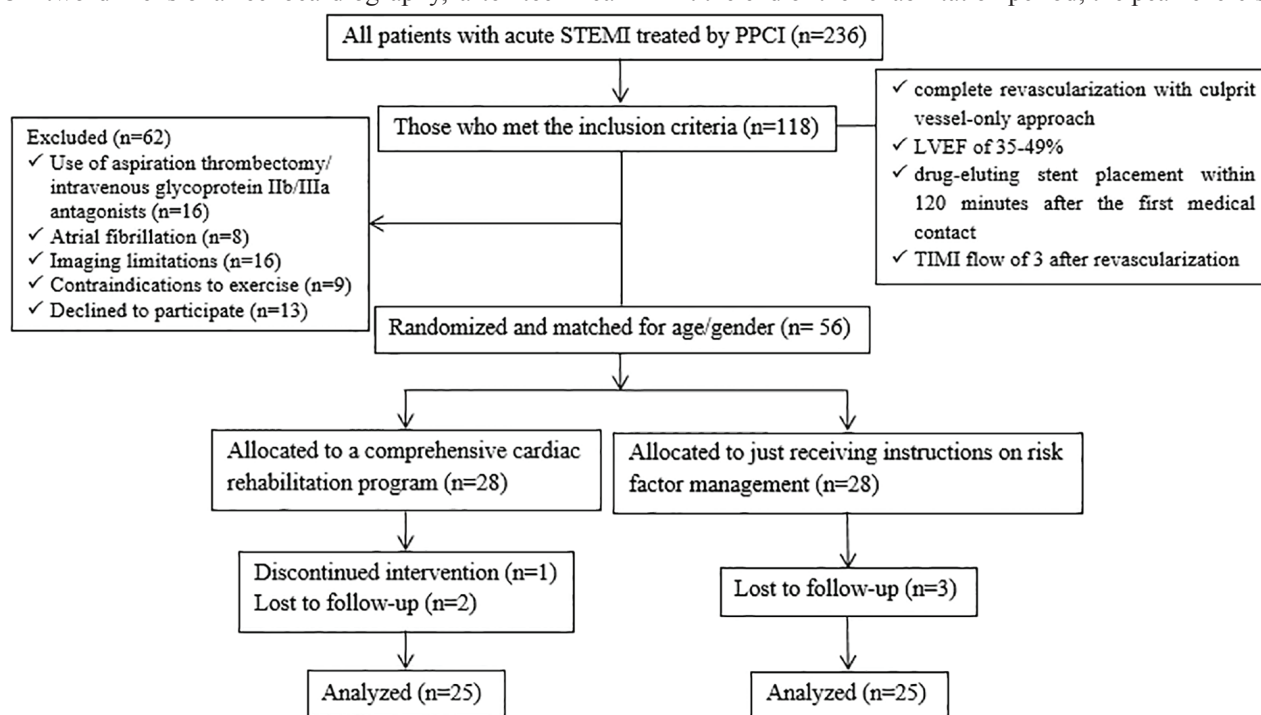 All patients with acute STEMI treated by PPCI (n=236)
Those who met the inclusion criteria (n=118)
✓ complete revascularization with culprit
vessel-only approach
✓ LVEF of 35-49%
✓ drug-eluting stent placement within
120 minutes after the first medical
contact
✓ TIMI flow of 3 after revascularization
Excluded (n=62)
✓ Use of aspiration thrombectomy/
intravenous glycoprotein IIb/IIIa
antagonists (n=16)
✓ Atrial fibrillation (n=8)
✓ Imaging limitations (n=16)
✓ Contraindications to exercise (n=9)
✓ Declined to participate (n=13)
Randomized and matched for age/gender (n= 56)
Allocated to a comprehensive cardiac
rehabilitation program (n=28)
Allocated to just receiving instructions on risk
factor management (n=28)
Discontinued intervention (n=1)
Lost to follow-up (n=2)
Lost to follow-up (n=3)
Analyzed (n=25)
Analyzed (n=25)